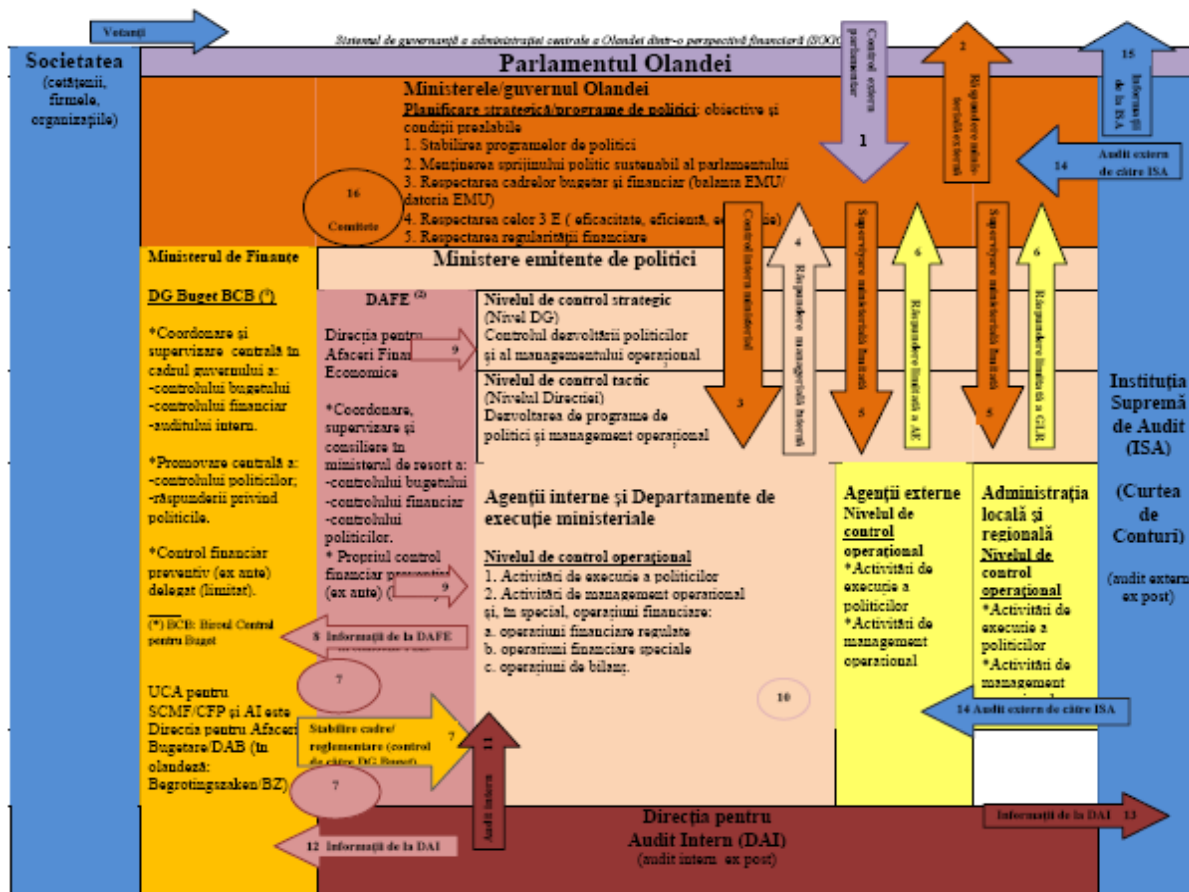 Votanți
Sistemul de guvernanță a administrației centrale a Olandei dintr-o perspectivă financiară
Societatea
(cetățenii,
firmele,
organizațiile)
Parlamentul Olandei
Ministerele/guvernul Olandei
Planificare strategică/programe de politici: obiective și
condiții prealabile
1. Stabilirea programelor de politici
2. Menținerea sprijinului politic sustenabil al parlamentului
3. Respectarea cadrelor bugetar și financiar (balanța EMU/
datoria EMU)
4. Respectarea celor 3 E ( eficacitate, eficiență,
5. Respectarea regularității financiare
16
Comitete
Control extern
parlamentar
1
2
Răspundere minis-
terială externă
15
Informații
de la ISA
14
Audit extern
de către ISA
Ministerul de Finanțe
DG Buget BCB (*)
*Coordonare și
supervizare centrală în
cadrul guvernului a:
-controlului bugetului
-controlului financiar
-auditului intern.
*Promovare centrală a:
-controlului politicilor;
-răspunderii privind
politicile.
*Control financiar
preventiv (ex ante)
delegat (limitat).
(*) BCB: Biroul Central
pentru Buget
UCA pentru
SCMF/CFP și AI este
Direcția pentru Afaceri
Bugetare/DAB (în
olandeză:
Begrotingszaken/BZ)
Ministere emitente de politici
DAFE (2)
Direcția pentru
Afaceri
Economice
*Coordonare,
supervizare și
consiliere în
ministerul de resort a:
-controlului bugetului
-controlului financiar
-controlului
politicilor.
* Propriul control
financiar
(ex ante)
9
9
8 Informații de la DAFE
7
Stabilire cadre/
reglementare (control
de către DG Buget)
7
7
12 Informații de la DAI
Nivelul de control strategic
(Nivel DG)
Controlul dezvoltării politicilor
și al managementului operațional
Nivelul de control tactic
(Nivelul Direcției)
Dezvoltarea de programe de
politici și management operațional
Control intern ministerial
3
4
Răspundere managerială internă
Supervizare ministerială limitată
5
6
Răspundere limitată a AE
Supervizare ministerială limitată
5
6
Răspundere limitată a GLR
Agenții interne și Departamente de
execuție ministeriale
Nivelul de control operațional
1. Activități de execuție a politicilor
2. Activități de management operațional
și, în special, operațiuni financiare:
a. operațiuni financiare regulate
b. operațiuni financiare speciale
c. operațiuni de bilanț.
10
11
Audit intern
Agenții externe
Nivelul de
control
operațional
*Activități de
execuție a
politicilor
*Activități de
management
operațional
Administrația
locală și
regională
Nivelul de
control
operațional
*Activități de
execuție a
politicilor
*Activități de
management
14 Audit extern de către ISA
Instituția
Supremă
de Audit
(ISA)
(Curtea
de
Conturi)
(audit extern
ex post)
Direcția pentru
Audit Intern (DAI)
(audit intern ex post)
Informații de la DAI 13